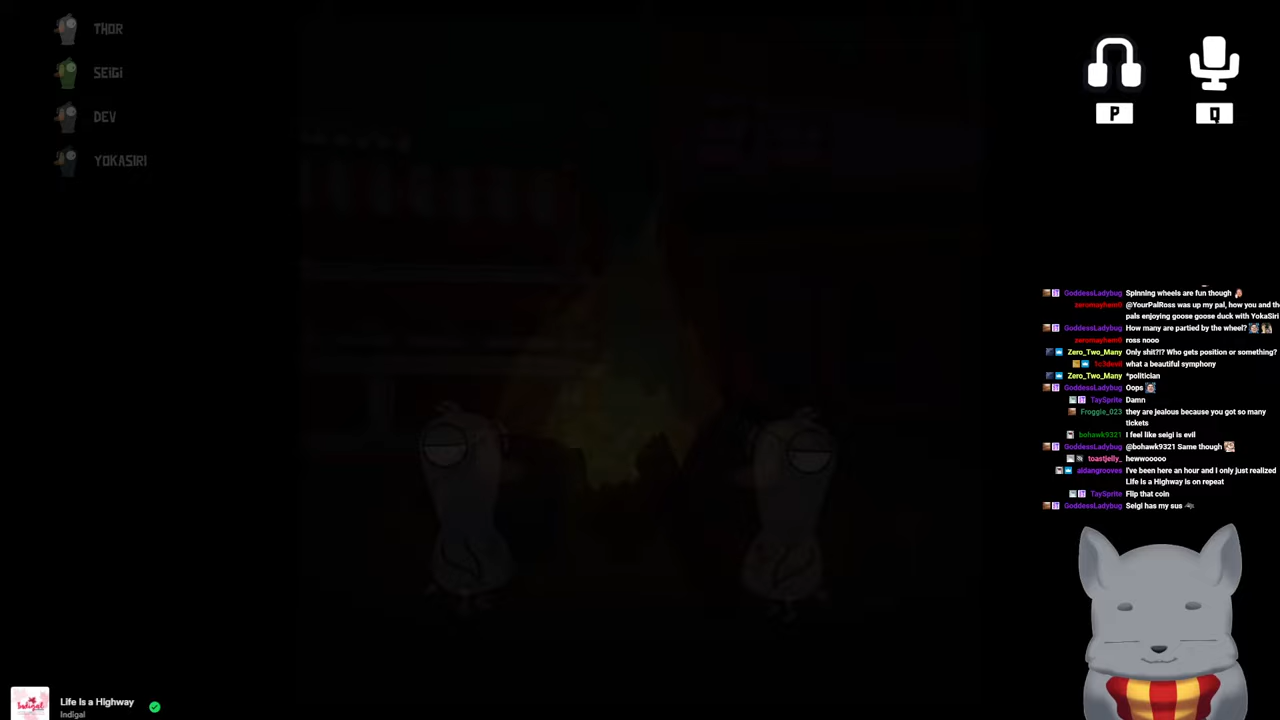 THOR
SEIGI
DEV
YOKASIRI
P
Q
GoddessLadybug Spinning wheels are fun though
zeromayhem0 @YourPalRoss was up my pal, how you and the
pals enjoying goose goose duck with YokaSiri
GoddessLadybug How many are partied by the wheel?
zeromayhem0 ross nooo
Zero_Two_Many Only shit?!? Who gets position or something?
what a beautiful symphony
Zero_Two_Many *politician
GoddessLadybug Oops
TaySprite Damn
Froggie_023 they are jealous because you got so many
tickets
bohawk9321 I feel like seigi is evil
GoddessLadybug @bohawk9321 Same though
toastjelly_ hewwooooo
aidangrooves I've been here an hour and I only just realized
Life Is a Highway is on repeat
TaySprite Flip that coin
GoddessLadybug Seigi has my sus
Life Is a Highway
Indigal